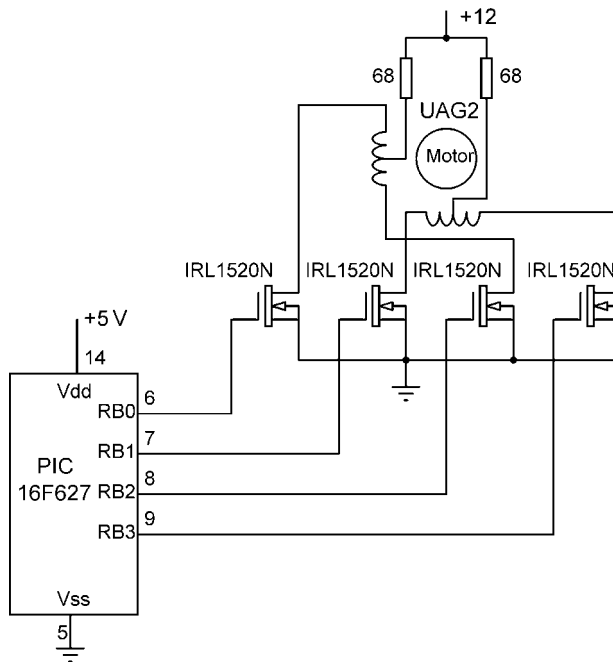 +12
68
68
UAG2
Motor
IRL1520N
IRL1520N
IRL1520N
IRL1520N
+5 V
14
Vdd
RB0
6
RB1
7
PIC
16F627
RB2
8
RB3
9
Vss
5